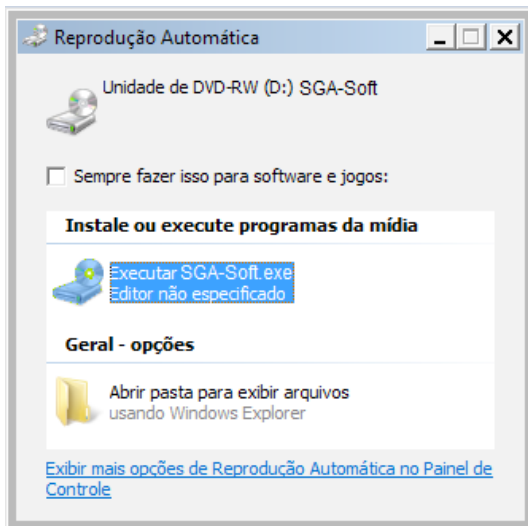 Reprodução Automática
Unidade de DVD-RW (D:) SGA-Soft
Sempre fazer isso para software e jogos:
Instale ou execute programas da mídia
Executar SGA-Soft.exe
Editor não especificado
Geral - opções
Abrir pasta para exibir arquivos
usando Windows Explorer
Exibir mais opções de Reprodução Automática no Painel de
Controle